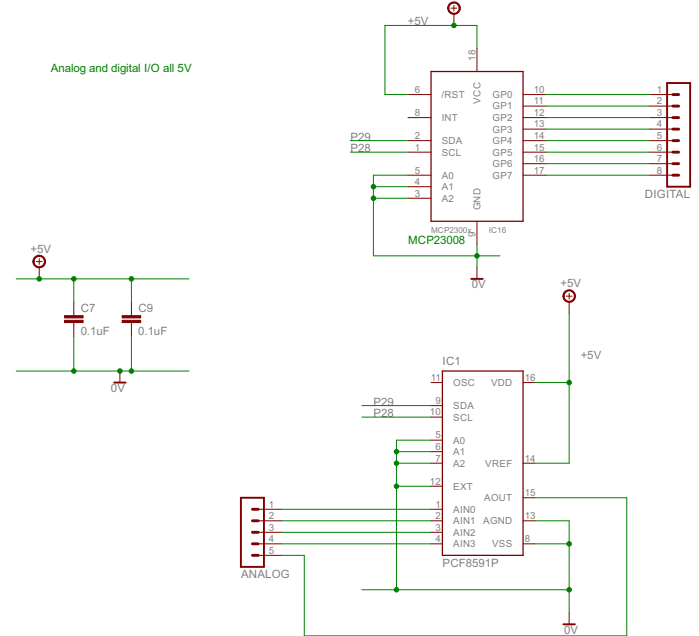 +5V
Analog and digital I/O all 5V
18
6 /RST VCC GP0 10 1
GP1 11 2
8 INT GP2 12 3
GP3 13 4
P29 2 SDA GP4 14 5
P28 1 SCL GP5 15 6
GP6 16 7
5 A0 GP7 17 8
4 A1
3 A2 GND
DIGITAL
MCP2300x 9 IC16
MCP23008
0V
+5V
C7 C9
0.1uF 0.1uF
0V
+5V
+5V
IC1
11 OSC VDD 16
P29 9 SDA
P28 10 SCL
5 A0
6 A1
7 A2 VREF 14
12 EXT
AOUT 15
1 1 AIN0
2 2 AIN1 AGND 13
3 3 AIN2
4 4 AIN3 VSS 8
5
ANALOG
PCF8591P
0V